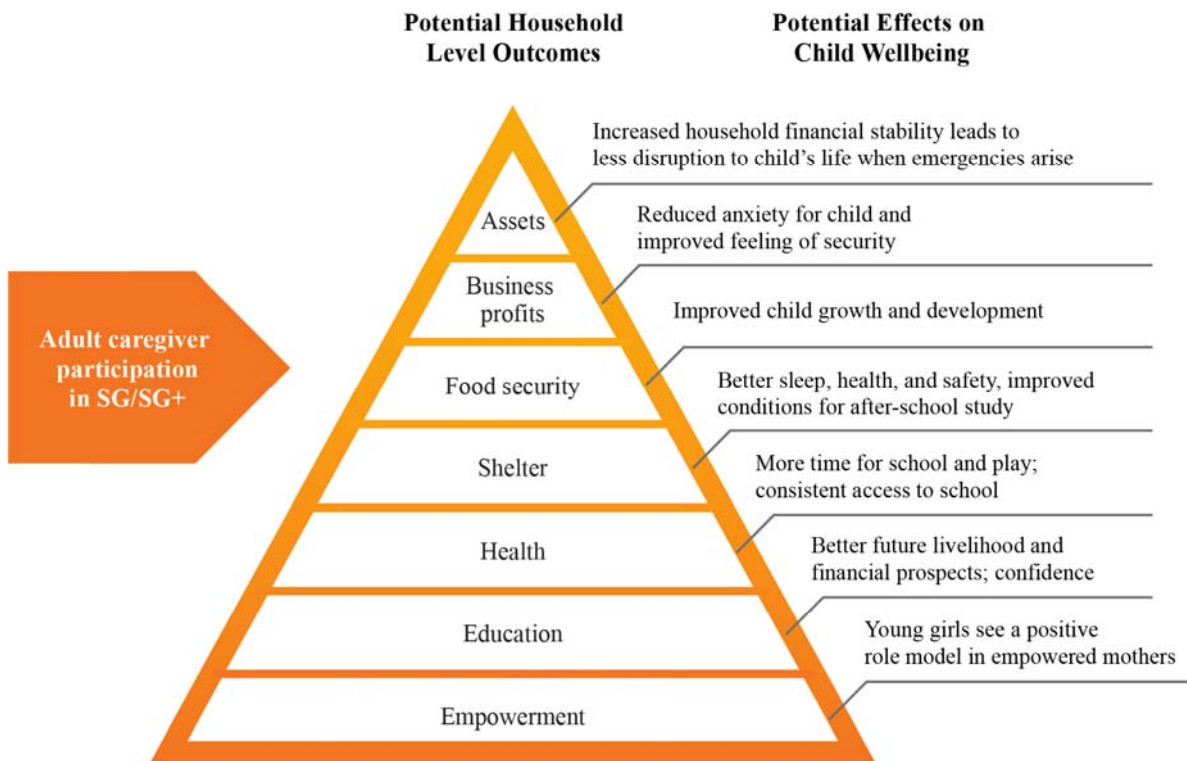 Potential Household
Level Outcomes
Potential Effects on
Child Wellbeing
Adult caregiver
participation
in SG/SG+
Assets
Increased household financial stability leads to
less disruption to child’s life when emergencies arise
Business
profits
Reduced anxiety for child and
improved feeling of security
Food security
Improved child growth and development
Shelter
Better sleep, health, and safety, improved
conditions for after-school study
Health
More time for school and play;
consistent access to school
Education
Better future livelihood and
financial prospects; confidence
Empowerment
Young girls see a positive
role model in empowered mothers